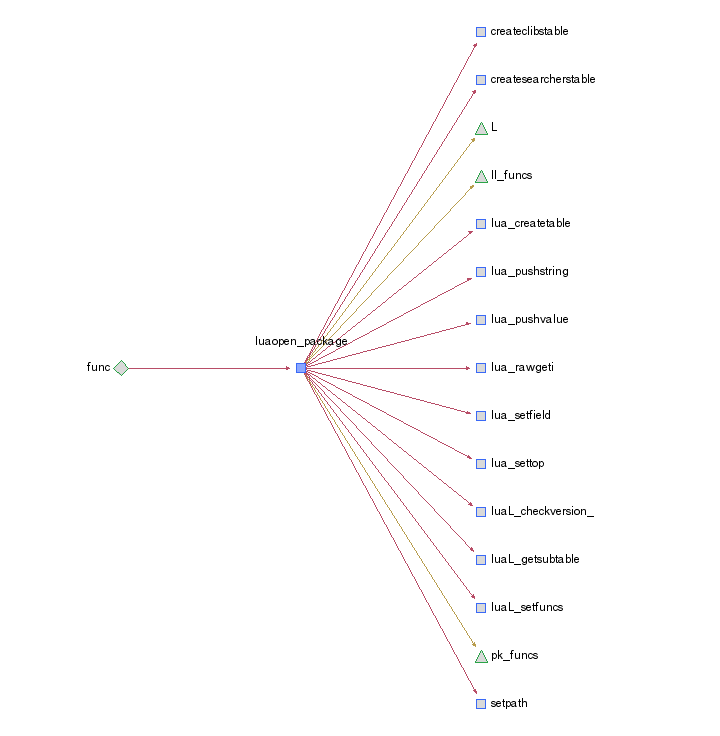 createclibstable
createsearcherstable
L
ll_funcs
lua_createtable
lua_pushstring
lua_pushvalue
luaopen_package
func
lua_rawgeti
lua_setfield
lua_settop
luaL_checkversion_
luaL_getsubtable
luaL_setfuncs
pk_funcs
setpath